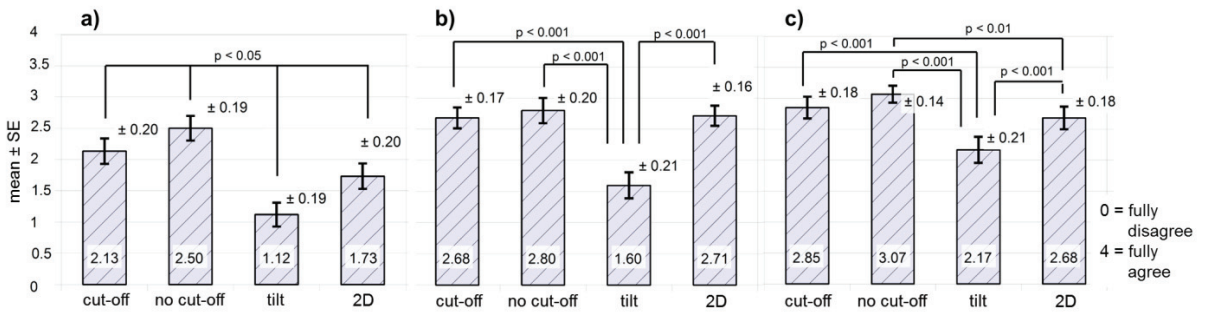 mean ± SE
4
3.5
3
2.5
2
1.5
1
0.5
0
a)
p < 0.05
± 0.20
± 0.19
± 0.19
± 0.20
2.13
2.50
1.12
1.73
cut-off
no cut-off
tilt
2D
b)
p < 0.001
p < 0.001
p < 0.001
± 0.17
± 0.20
± 0.21
± 0.16
2.68
2.80
1.60
2.71
cut-off
no cut-off
tilt
2D
c)
p < 0.01
p < 0.001
p < 0.001
p < 0.001
± 0.18
± 0.14
± 0.21
± 0.18
2.85
3.07
2.17
2.68
cut-off
no cut-off
tilt
2D
0 = fully
disagree
4 = fully
agree